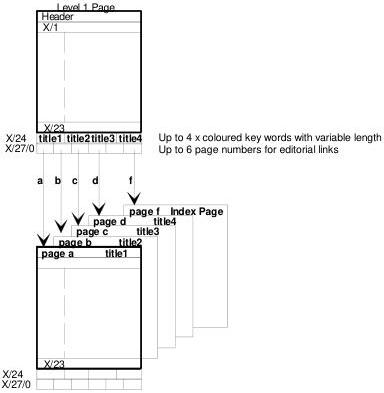 Level 1 Page
Header
X/1
X/23
X/24 title1 title2 title3 title4 Up to 4 x coloured key words with variable length
X/27/0 Up to 6 page numbers for editorial links
a b c d f
page f Index Page
page d title4
page c title3
page b title2
page a title1
X/23
X/24
X/27/0